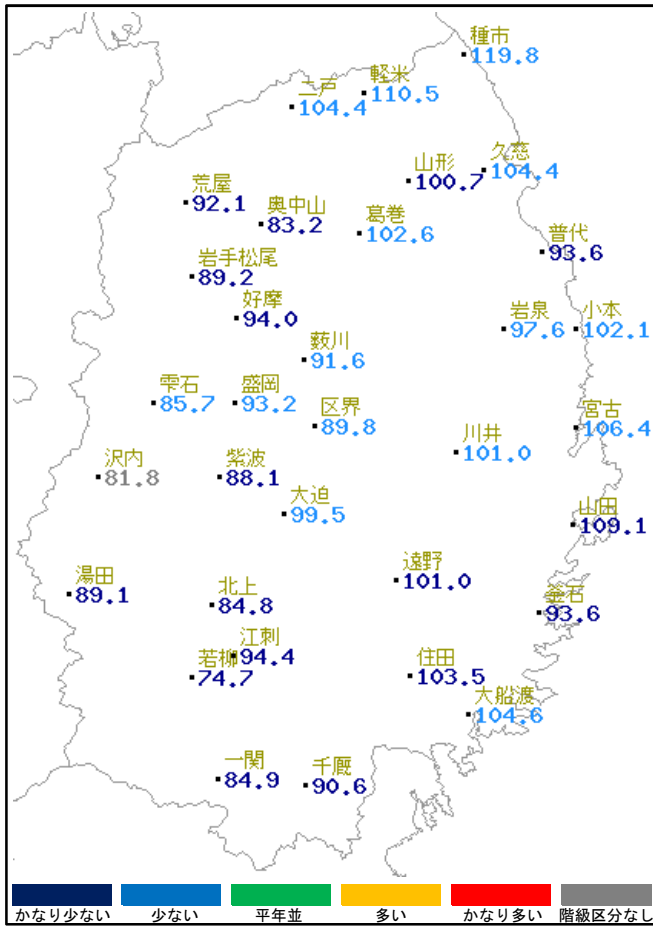 種市
119.8
軽米
110.5
二戸
104.4
久慈
104.4
山形
100.7
荒屋
92.1
奥中山
83.2
葛巻
102.6
普代
93.6
岩手松尾
89.2
好摩
94.0
岩泉
97.6
小本
102.1
薮川
91.6
雫石
85.7
盛岡
93.2
区界
89.8
宮古
106.4
川井
101.0
沢内
81.8
紫波
88.1
大迫
99.5
山田
109.1
遠野
101.0
湯田
89.1
北上
84.8
釜石
93.6
江刺
94.4
若柳
74.7
住田
103.5
大船渡
104.6
一関
84.9
千厩
90.6
かなり少ない
少ない
平年並
多い
かなり多い
階級区分なし